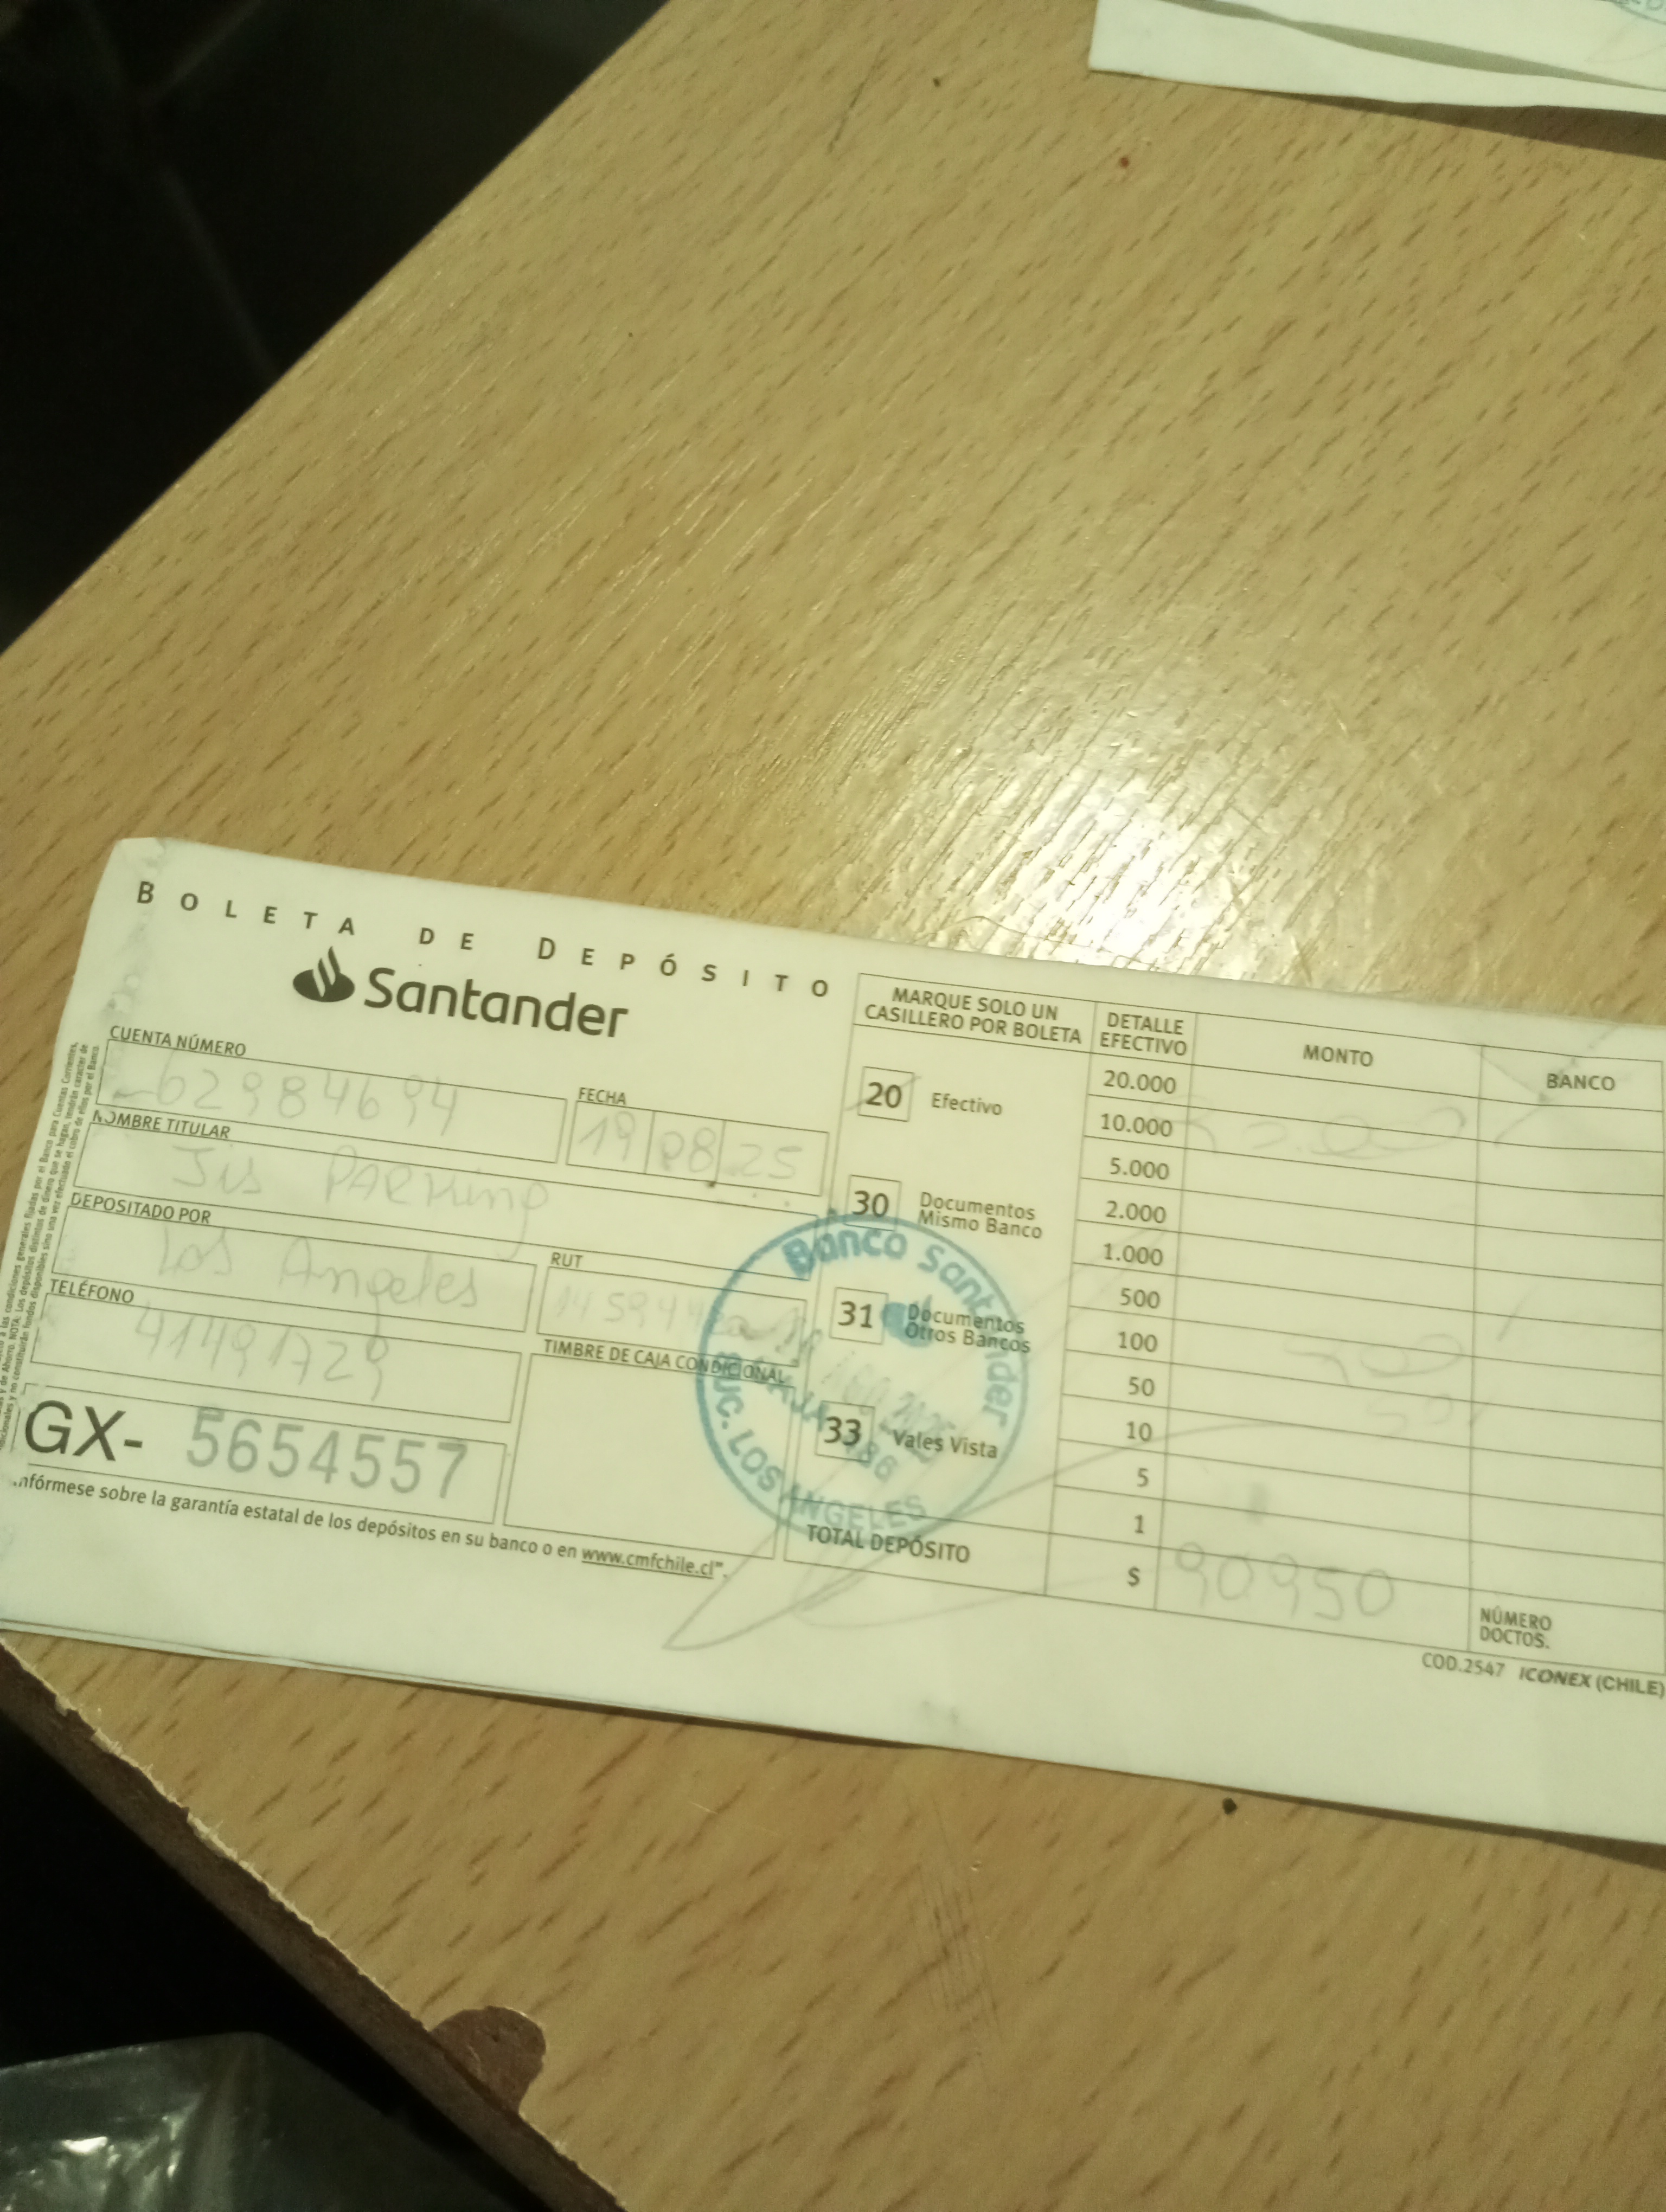 BOLETA DE DEPÓSITO
Santander
CUENTA NÚMERO
62984694
FECHA
19 08 25
NOMBRE TITULAR
Jis PARKing
DEPOSITADO POR
Los Angeles
RUT
TELÉFONO
41491729
TIMBRE DE CAJA CONDICIONAL
GX- 5654557
infórmese sobre la garantía estatal de los depósitos en su banco o en www.cmfchile.cl".
MARQUE SOLO UN
CASILLERO POR BOLETA
20 Efectivo
30 Documentos
Mismo Banco
31 Documentos
Otros Bancos
33 Vales Vista
Banco Santander
SUC. LOS ANGELES
DETALLE
EFECTIVO
MONTO
BANCO
20.000
10.000
5.000
2.000
1.000
500
100
50
10
5
1
TOTAL DEPÓSITO
$ 90950
NÚMERO
DOCTOS.
COD.2547 ICONEX (CHILE)